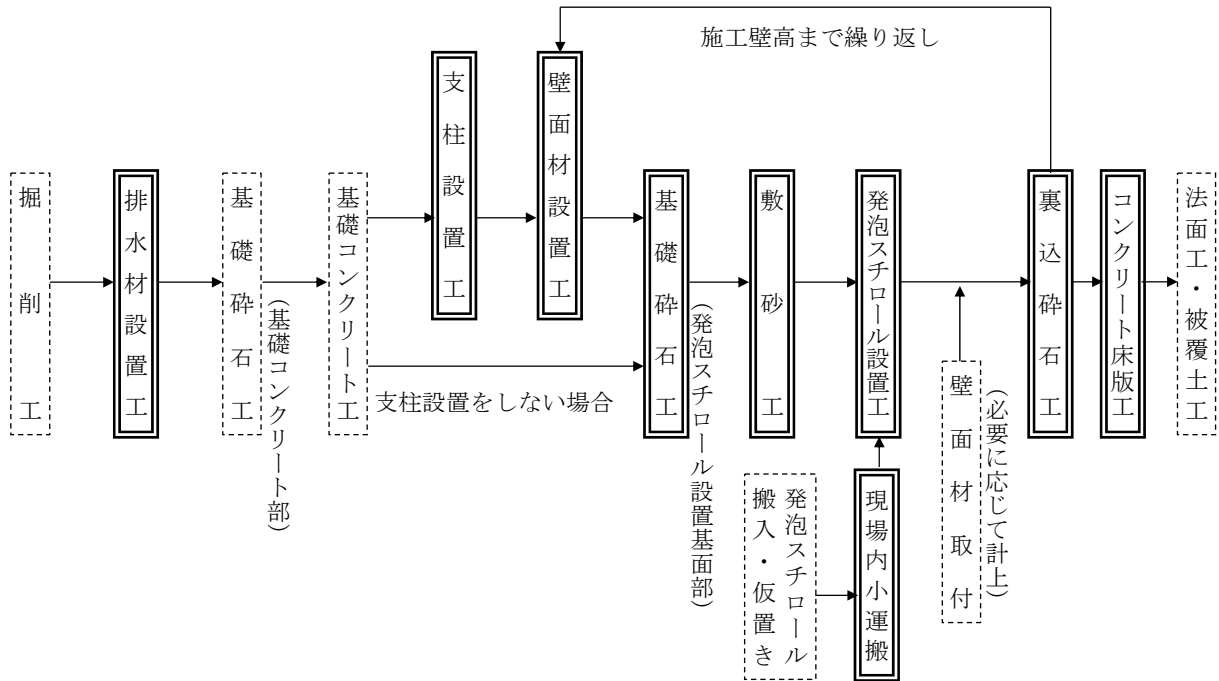 施工壁高まで繰り返し
掘削工
排水材設置工
基礎砕石工
(基礎コンクリート部)
基礎コンクリート工
支柱設置工
壁面材設置工
支柱設置をしない場合
基礎砕石工
(発泡スチロール設置基面部)
敷砂工
発泡スチロール設置工
発泡スチロール
搬入・仮置き
現場内小運搬
壁面材取付
(必要に応じて計上)
裏込砕石工
コンクリート床版工
法面工・被覆土工